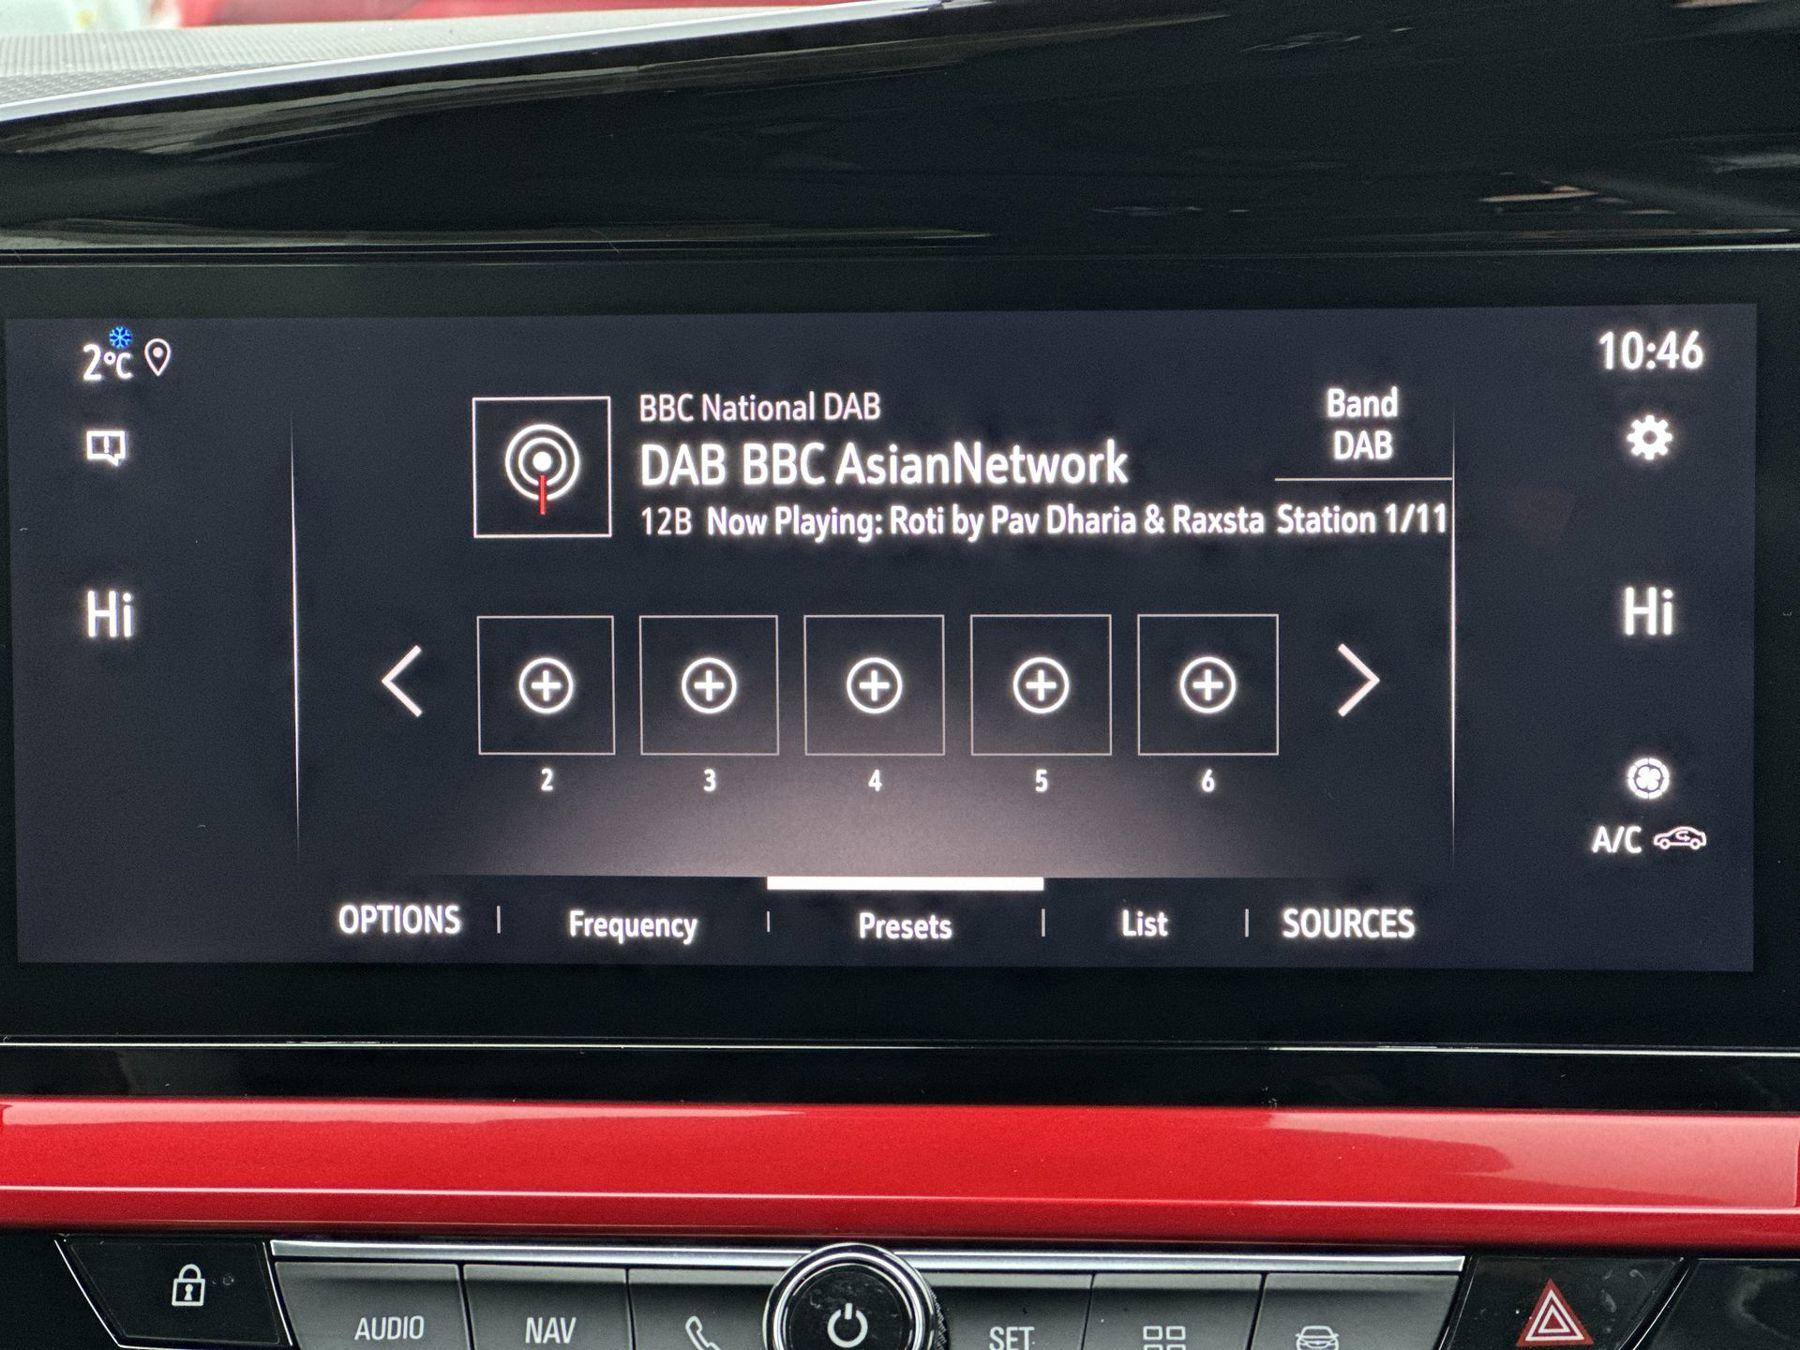 2°C
10:46
BBC National DAB
Band
DAB
DAB BBC AsianNetwork
12B Now Playing: Roti by Pav Dharia & Raxsta Station 1/11
Hi
Hi
2 3 4 5 6
A/C
OPTIONS Frequency Presets List SOURCES
AUDIO NAV SET